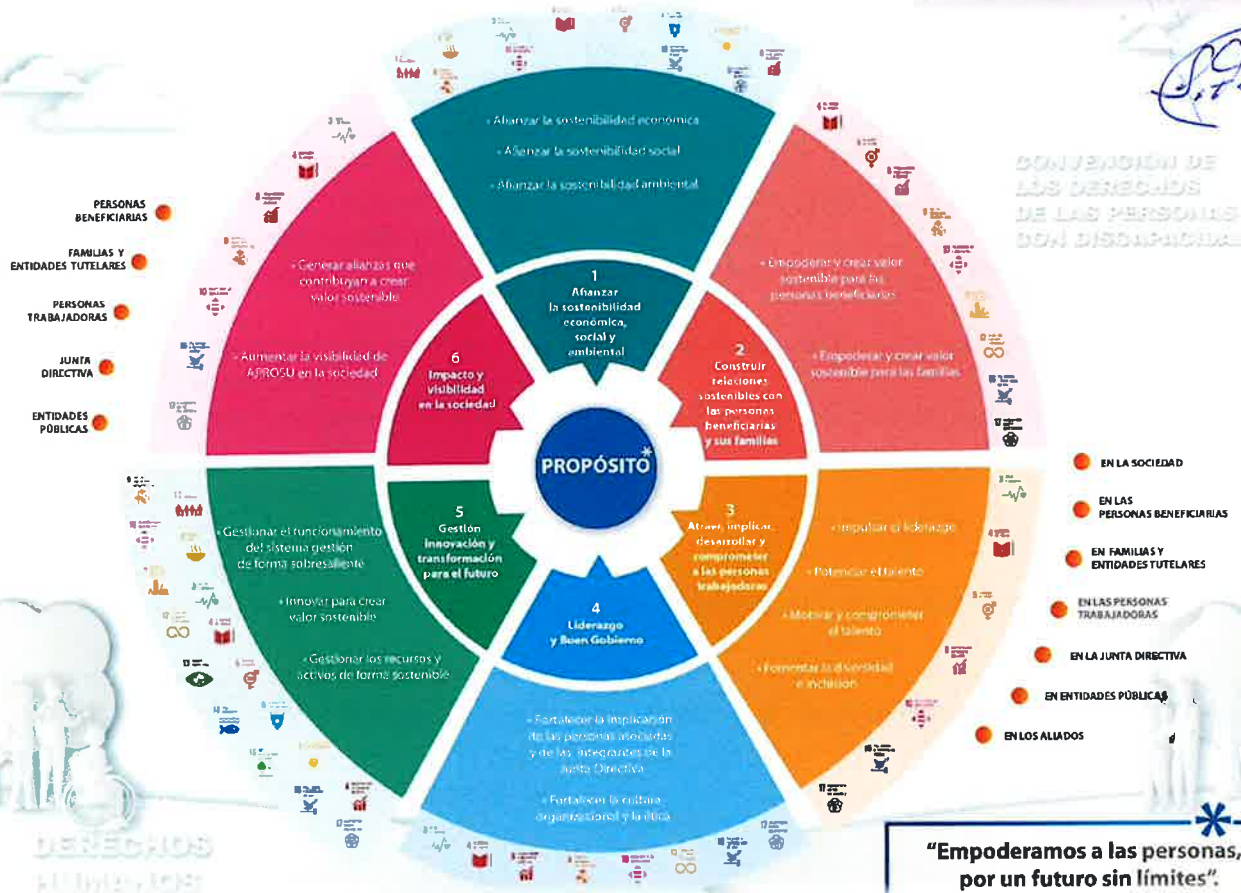 CONVENCIÓN DE
LOS DERECHOS
DE LAS PERSONAS
CON
PERSONAS
BENEFICIARIAS
FAMILIAS Y
ENTIDADES TUTELARES
PERSONAS
TRABAJADORAS
JUNTA
DIRECTIVA
ENTIDADES
PÚBLICAS
- Afianzar la sostenibilidad económica
- Afianzar la sostenibilidad social
- Afianzar la sostenibilidad ambiental
1
Afianzar
la sostenibilidad
económica,
social y
ambiental
- Empoderar y crear valor
sostenible para las
personas beneficiarias
- Empoderar y crear valor
sostenible para las familias
2
Construir
relaciones
sostenibles con
las personas
beneficiarias
y sus familias
- Impulsar el liderazgo
- Potenciar el talento
- Motivar y comprometer
el talento
- Fomentar la diversidad
e inclusión
3
Atraer, implicar,
desarrollar y
comprometer
a las personas
trabajadoras
4
Liderazgo
y Buen Gobierno
- Fortalecer la implicación
de las personas asociadas
y de las integrantes de la
Junta Directiva
- Fortalecer la cultura
organizacional y la ética
5
Gestión
innovación y
transformación
para el futuro
- Gestionar el funcionamiento
del sistema gestión
de forma sobresaliente
- Innovar para crear
valor sostenible
- Gestionar los recursos y
activos de forma sostenible
6
Impacto y
visibilidad
en la sociedad
- Generar alianzas que
contribuyan a crear
valor sostenible
- Aumentar la visibilidad de
APROSU en la sociedad
PROPÓSITO*
EN LA SOCIEDAD
EN LAS
PERSONAS BENEFICIARIAS
EN FAMILIAS Y
ENTIDADES TUTELARES
EN LAS PERSONAS
TRABAJADORAS
EN LA JUNTA DIRECTIVA
EN ENTIDADES PÚBLICAS
EN LOS ALIADOS
DERECHOS
HUMANOS
*
"Empoderamos a las personas,
por un futuro sin límites".